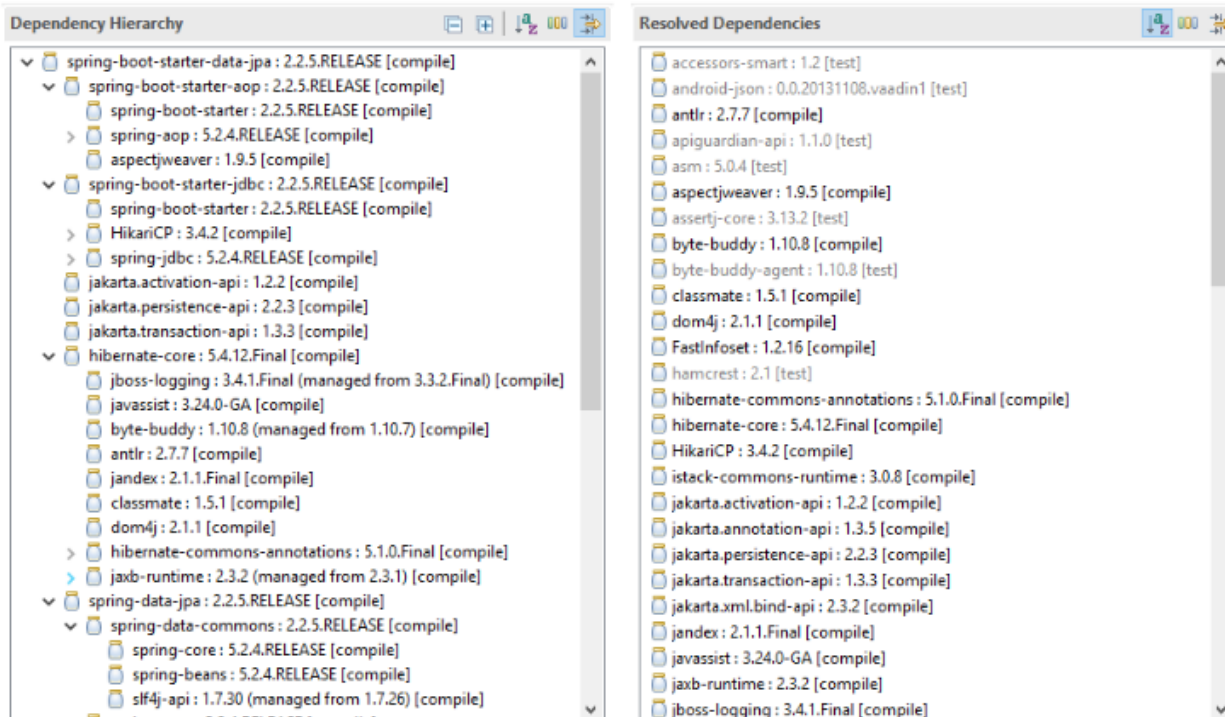 Dependency Hierarchy
spring-boot-starter-data-jpa : 2.2.5.RELEASE [compile]
spring-boot-starter-aop : 2.2.5.RELEASE [compile]
spring-boot-starter : 2.2.5.RELEASE [compile]
spring-aop : 5.2.4.RELEASE [compile]
aspectjweaver : 1.9.5 [compile]
spring-boot-starter-jdbc : 2.2.5.RELEASE [compile]
spring-boot-starter : 2.2.5.RELEASE [compile]
HikariCP : 3.4.2 [compile]
spring-jdbc : 5.2.4.RELEASE [compile]
jakarta.activation-api : 1.2.2 [compile]
jakarta.persistence-api : 2.2.3 [compile]
jakarta.transaction-api : 1.3.3 [compile]
hibernate-core : 5.4.12.Final [compile]
jboss-logging : 3.4.1.Final (managed from 3.3.2.Final) [compile]
javassist : 3.24.0-GA [compile]
byte-buddy : 1.10.8 (managed from 1.10.7) [compile]
antlr : 2.7.7 [compile]
jandex : 2.1.1.Final [compile]
classmate : 1.5.1 [compile]
dom4j : 2.1.1 [compile]
hibernate-commons-annotations : 5.1.0.Final [compile]
jaxb-runtime : 2.3.2 (managed from 2.3.1) [compile]
spring-data-jpa : 2.2.5.RELEASE [compile]
spring-data-commons : 2.2.5.RELEASE [compile]
spring-core : 5.2.4.RELEASE [compile]
spring-beans : 5.2.4.RELEASE [compile]
slf4j-api : 1.7.30 (managed from 1.7.26) [compile]
Resolved Dependencies
accessors-smart : 1.2 [test]
android-json : 0.0.20131108.vaadin1 [test]
antlr : 2.7.7 [compile]
apiguardian-api : 1.1.0 [test]
asm : 5.0.4 [test]
aspectjweaver : 1.9.5 [compile]
assertj-core : 3.13.2 [test]
byte-buddy : 1.10.8 [compile]
byte-buddy-agent : 1.10.8 [test]
classmate : 1.5.1 [compile]
dom4j : 2.1.1 [compile]
FastInfoset : 1.2.16 [compile]
hamcrest : 2.1 [test]
hibernate-commons-annotations : 5.1.0.Final [compile]
hibernate-core : 5.4.12.Final [compile]
HikariCP : 3.4.2 [compile]
istack-commons-runtime : 3.0.8 [compile]
jakarta.activation-api : 1.2.2 [compile]
jakarta.annotation-api : 1.3.5 [compile]
jakarta.persistence-api : 2.2.3 [compile]
jakarta.transaction-api : 1.3.3 [compile]
jakarta.xml.bind-api : 2.3.2 [compile]
jandex : 2.1.1.Final [compile]
javassist : 3.24.0-GA [compile]
jaxb-runtime : 2.3.2 [compile]
jboss-logging : 3.4.1.Final [compile]